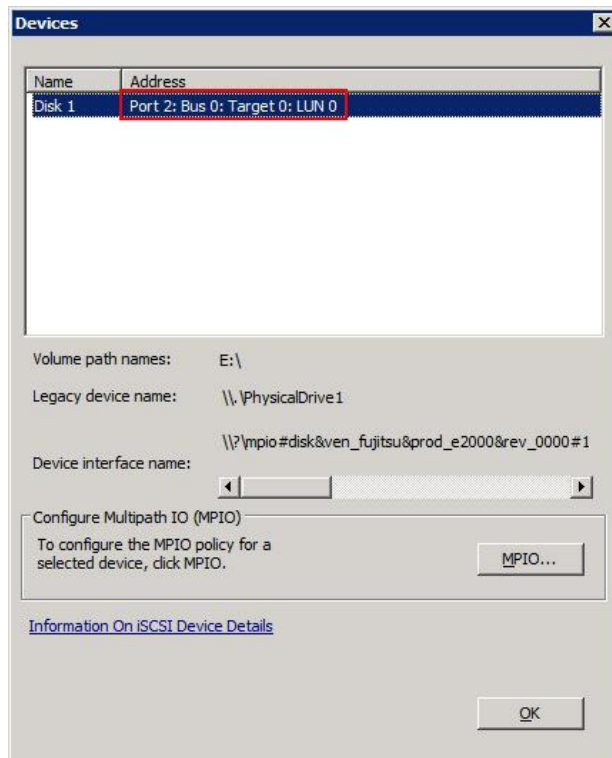 Devices
Name Address
Disk 1 Port 2: Bus 0: Target 0: LUN 0
Volume path names: E:\
Legacy device name: \\.\PhysicalDrive1
\\?\mpio#disk&ven_fujitsu&prod_e2000&rev_0000#1
Device interface name:
Configure Multipath IO (MPIO)
To configure the MPIO policy for a
selected device, click MPIO.
MPIO...
Information On iSCSI Device Details
OK